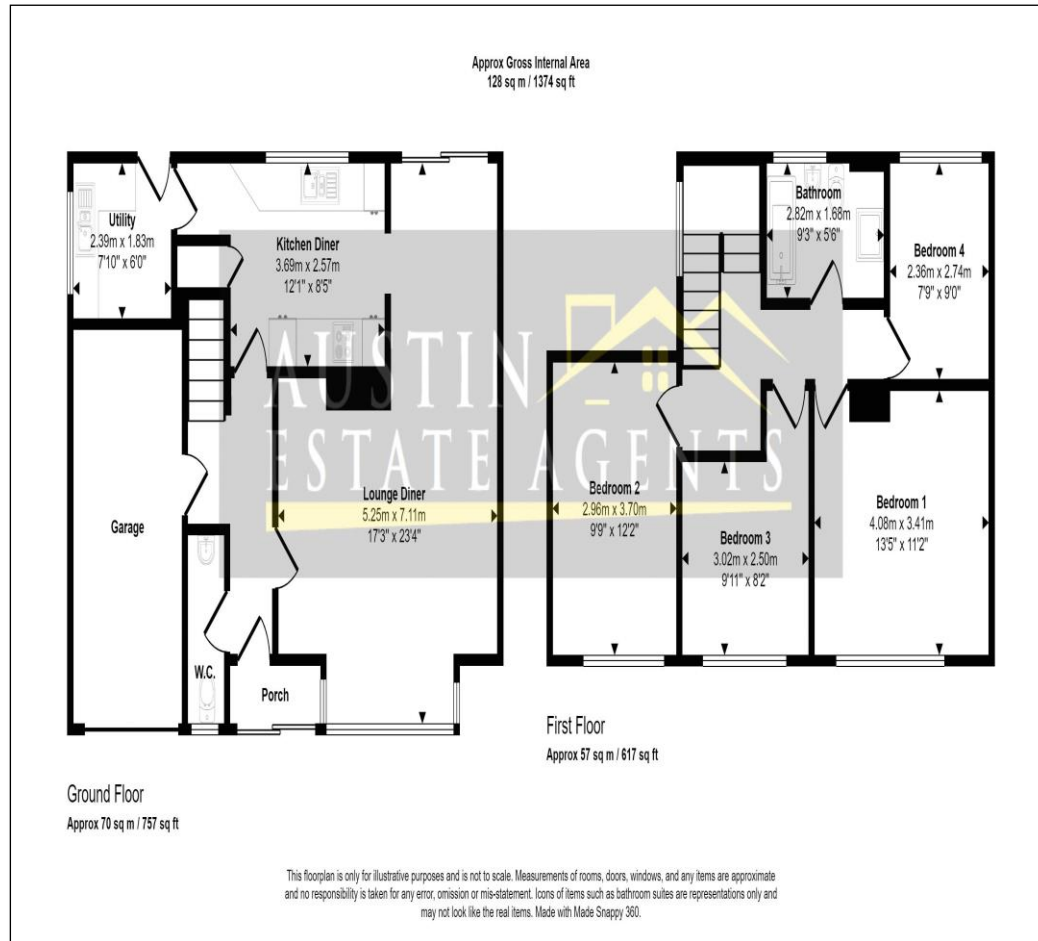 Approx Gross Internal Area
128 sq m / 1374 sq ft
Utility
2.39m x 1.83m
7'10" x 6'0"
Kitchen Diner
3.69m x 2.57m
12'1" x 8'5"
Lounge Diner
5.25m x 7.11m
17'3" x 23'4"
Garage
W.C.
Porch
Ground Floor
Approx 70 sq m / 757 sq ft
Bathroom
2.82m x 1.68m
9'3" x 5'6"
Bedroom 4
2.36m x 2.74m
7'9" x 9'0"
Bedroom 2
2.96m x 3.70m
9'9" x 12'2"
Bedroom 3
3.02m x 2.50m
9'11" x 8'2"
Bedroom 1
4.08m x 3.41m
13'5" x 11'2"
First Floor
Approx 57 sq m / 617 sq ft
AUSTIN
ESTATE AGENTS
This floorplan is only for illustrative purposes and is not to scale. Measurements of rooms, doors, windows, and any items are approximate
and no responsibility is taken for any error, omission or mis-statement. Icons of items such as bathroom suites are representations only and
may not look like the real items. Made with Made Snappy 360.